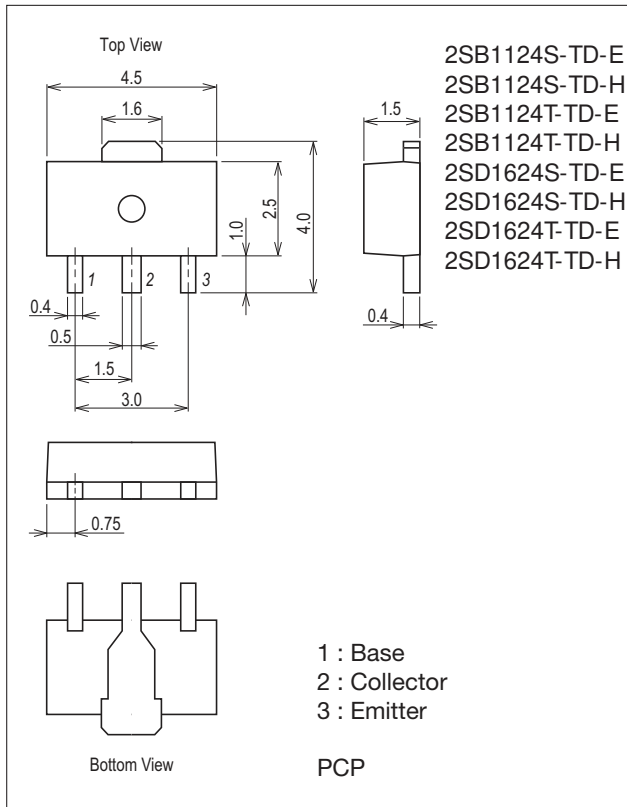 Top View
4.5
1.6
1.5
2.5
4.0
1.0
1
2
3
0.4
0.5
1.5
3.0
0.4
2SB1124S-TD-E
2SB1124S-TD-H
2SB1124T-TD-E
2SB1124T-TD-H
2SD1624S-TD-E
2SD1624S-TD-H
2SD1624T-TD-E
2SD1624T-TD-H
0.75
1 : Base
2 : Collector
3 : Emitter
Bottom View
PCP